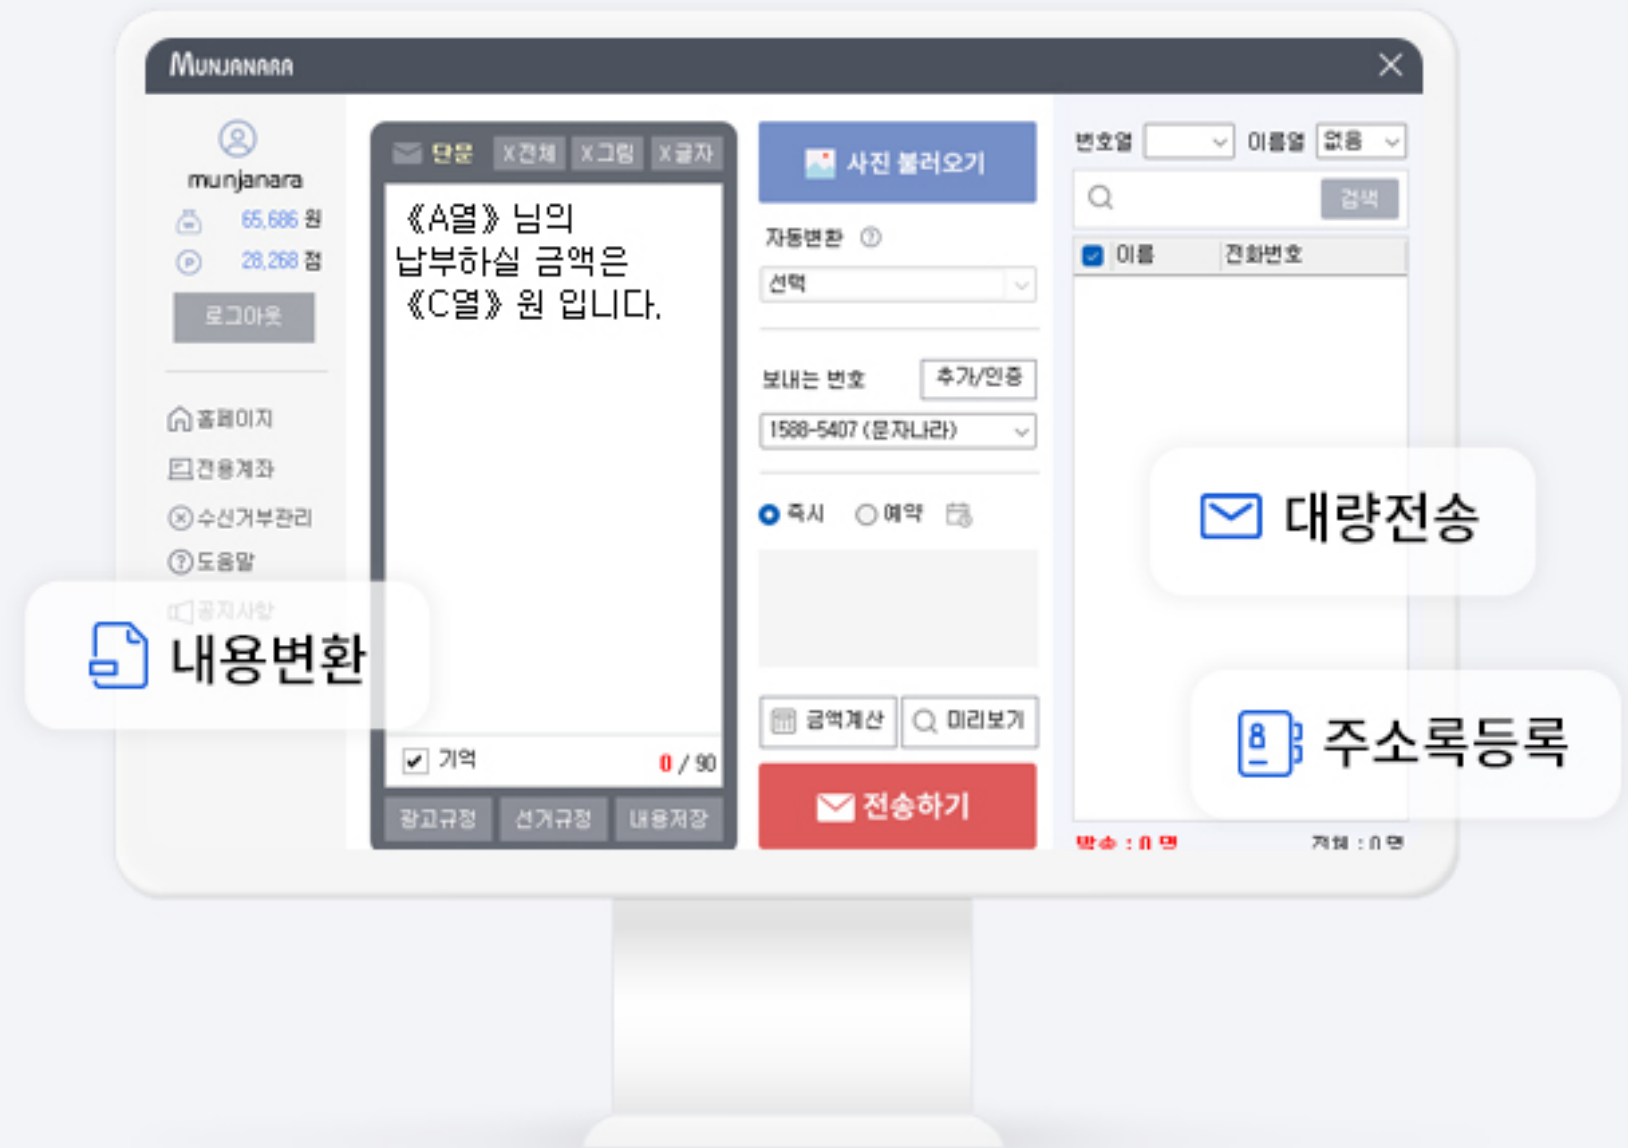 MUNJANARA
munjanara
65,686 원
28,268 점
로그아웃
홈페이지
전용계좌
수신거부관리
도움말
공지사항
내용변환
단문
X전체
X그림
X글자
《A열》 님의
납부하실 금액은
《C열》 원 입니다.
기억
0 / 90
광고규정
선거규정
내용저장
사진 불러오기
자동변환
선택
보내는 번호
추가/인증
1588-5407 (문자나라)
즉시
예약
금액계산
미리보기
전송하기
번호열
이름열
없음
검색
이름
전화번호
대량전송
주소록등록
발송 : 0 명
전체 : 0 명